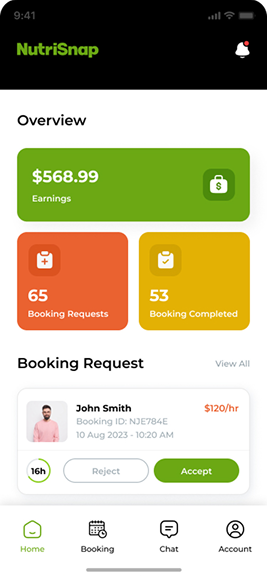 9:41
NutriSnap
Overview
$568.99
Earnings
65
Booking Requests
53
Booking Completed
Booking Request
View All
John Smith
$120/hr
Booking ID: NJE784E
10 Aug 2023 - 10:20 AM
16h
Reject
Accept
Home
Booking
Chat
Account